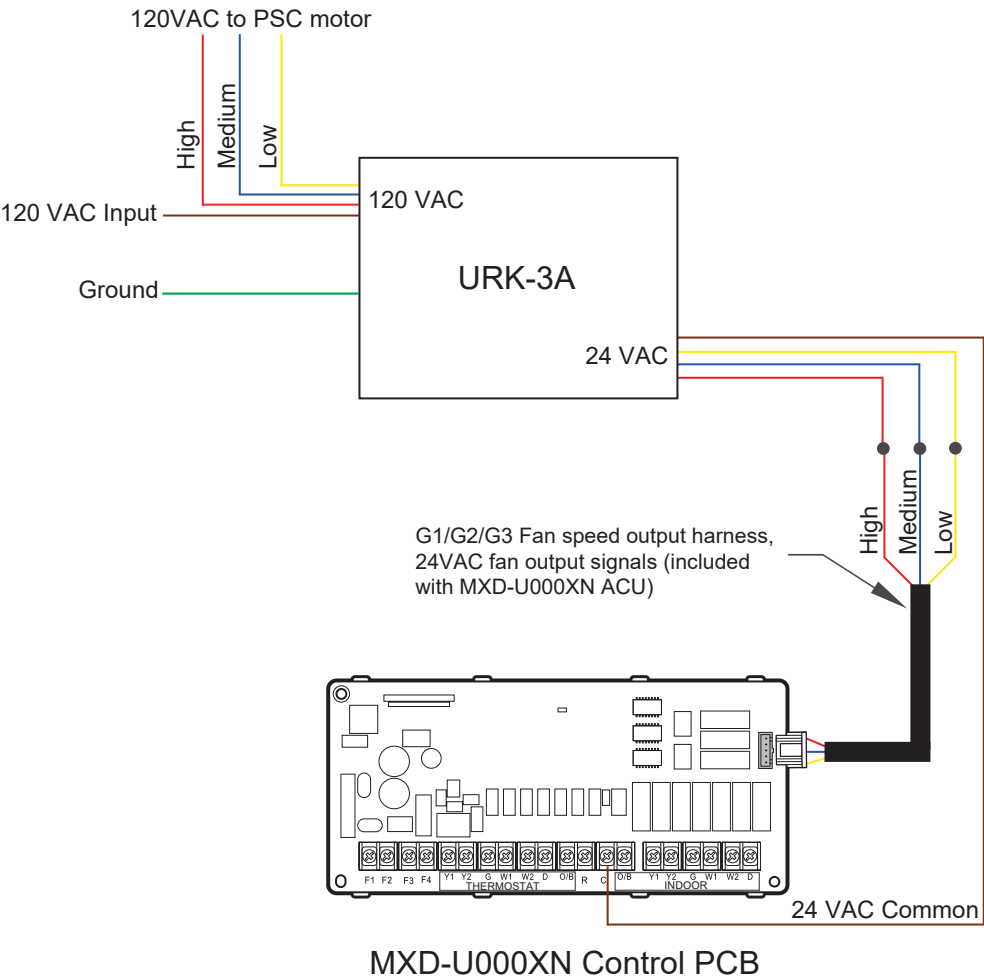 120VAC to PSC motor
High
Medium
Low
120 VAC Input
120 VAC
URK-3A
Ground
24 VAC
High
Medium
Low
G1/G2/G3 Fan speed output harness,
24VAC fan output signals (included
with MXD-U000XN ACU)
F1 F2 F3 F4 Y1 Y2 G W1 W2 D O/B R C O/B Y1 Y2 G W1 W2 D
THERMOSTAT INDOOR
24 VAC Common
MXD-U000XN Control PCB